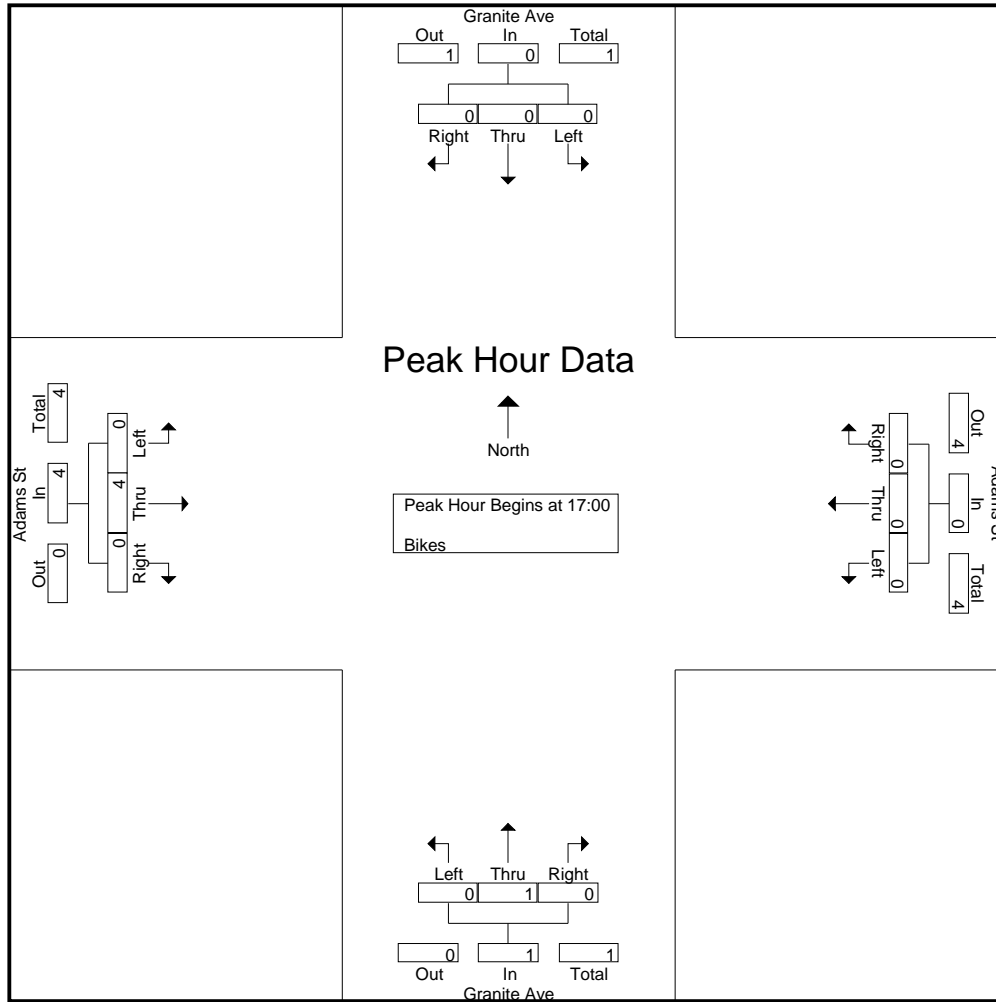 Granite Ave
Out In Total
1 0 1
0 0 0
Right Thru Left
Peak Hour Data
North
Peak Hour Begins at 17:00
Bikes
Adams St
Total In Out
4 4 0
0 4 0
Left Thru Right
Right Thru Left
0 0 0
Out In Total
4 0 4
Adams St
Left Thru Right
0 1 0
0 1 1
Out In Total
Granite Ave